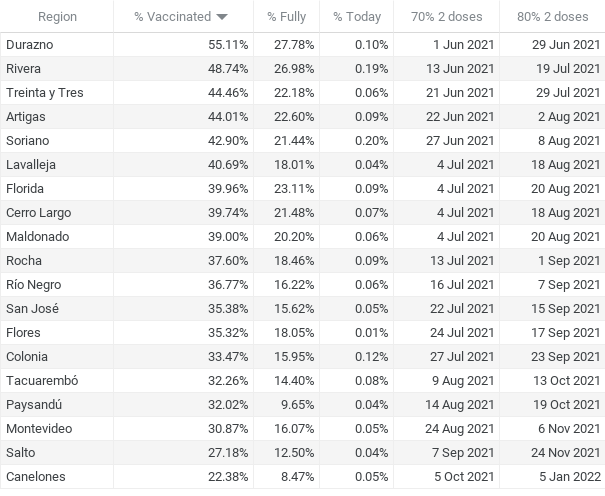 Region % Vaccinated % Fully % Today 70% 2 doses 80% 2 doses
Durazno 55.11% 27.78% 0.10% 1 Jun 2021 29 Jun 2021
Rivera 48.74% 26.98% 0.19% 13 Jun 2021 19 Jul 2021
Treinta y Tres 44.46% 22.18% 0.06% 21 Jun 2021 29 Jul 2021
Artigas 44.01% 22.60% 0.09% 22 Jun 2021 2 Aug 2021
Soriano 42.90% 21.44% 0.20% 27 Jun 2021 8 Aug 2021
Lavalleja 40.69% 18.01% 0.04% 4 Jul 2021 18 Aug 2021
Florida 39.96% 23.11% 0.09% 4 Jul 2021 20 Aug 2021
Cerro Largo 39.74% 21.48% 0.07% 4 Jul 2021 18 Aug 2021
Maldonado 39.00% 20.20% 0.06% 4 Jul 2021 20 Aug 2021
Rocha 37.60% 18.46% 0.09% 13 Jul 2021 1 Sep 2021
Río Negro 36.77% 16.22% 0.06% 16 Jul 2021 7 Sep 2021
San José 35.38% 15.62% 0.05% 22 Jul 2021 15 Sep 2021
Flores 35.32% 18.05% 0.01% 24 Jul 2021 17 Sep 2021
Colonia 33.47% 15.95% 0.12% 27 Jul 2021 23 Sep 2021
Tacuarembó 32.26% 14.40% 0.08% 9 Aug 2021 13 Oct 2021
Paysandú 32.02% 9.65% 0.04% 14 Aug 2021 19 Oct 2021
Montevideo 30.87% 16.07% 0.05% 24 Aug 2021 6 Nov 2021
Salto 27.18% 12.50% 0.04% 7 Sep 2021 24 Nov 2021
Canelones 22.38% 8.47% 0.05% 5 Oct 2021 5 Jan 2022